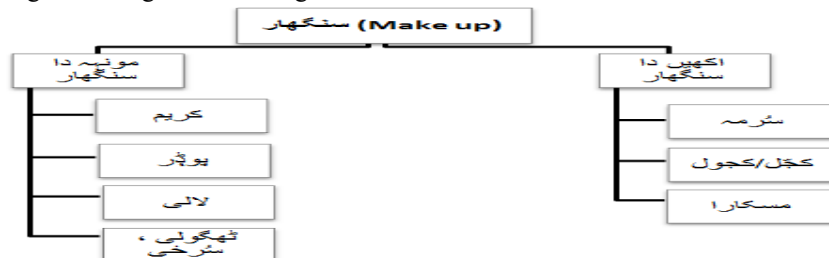 سنگھار (Make up)
مونہہ دا
سنگھار
اکھیں دا
سنگھار
کریم
پوڈر
لالی
ٹھگولی ،
سُرخی
سُرمہ
کجّل/کجول
مسکارا